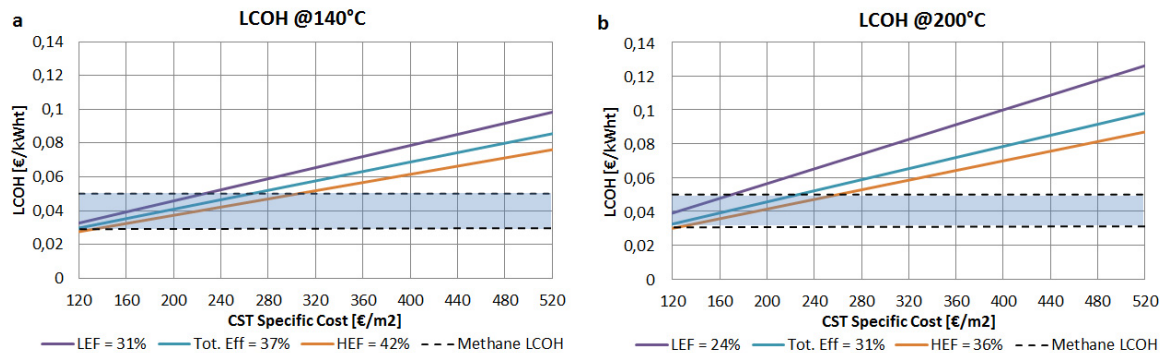 a
LCOH @140°C
LCOH [€/kWht]
0,14
0,12
0,1
0,08
0,06
0,04
0,02
0
120 160 200 240 280 320 360 400 440 480 520
CST Specific Cost [€/m2]
LEF = 31% Tot. Eff = 37% HEF = 42% Methane LCOH
b
LCOH @200°C
LCOH [€/kWht]
0,14
0,12
0,1
0,08
0,06
0,04
0,02
0
120 160 200 240 280 320 360 400 440 480 520
CST Specific Cost [€/m2]
LEF = 24% Tot. Eff = 31% HEF = 36% Methane LCOH